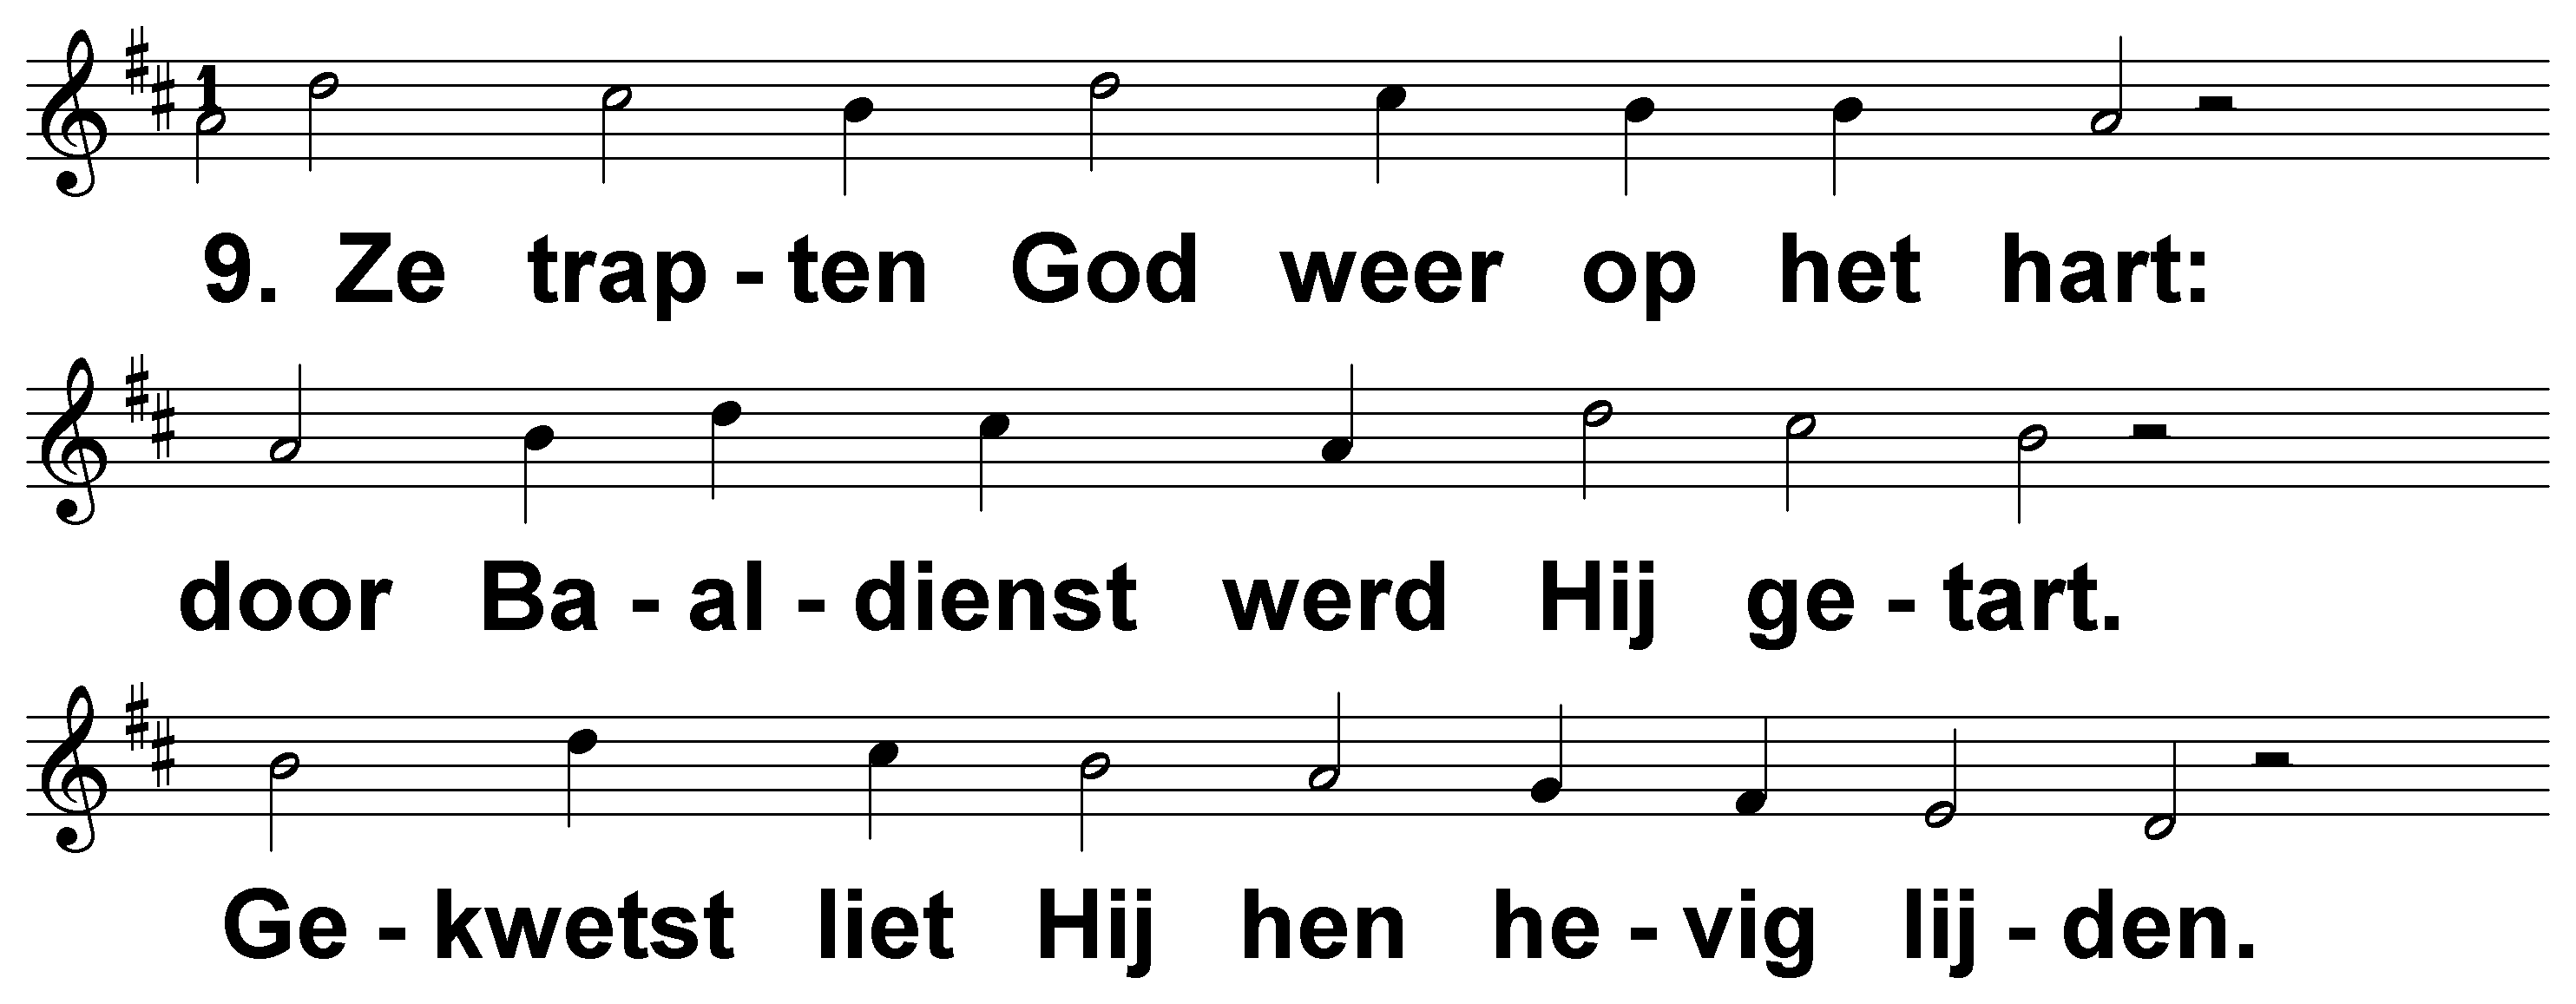 1
9. Ze trap - ten God weer op het hart:
door Ba - al - dienst werd Hij ge - tart.
Ge - kwetst liet Hij hen he - vig lij - den.